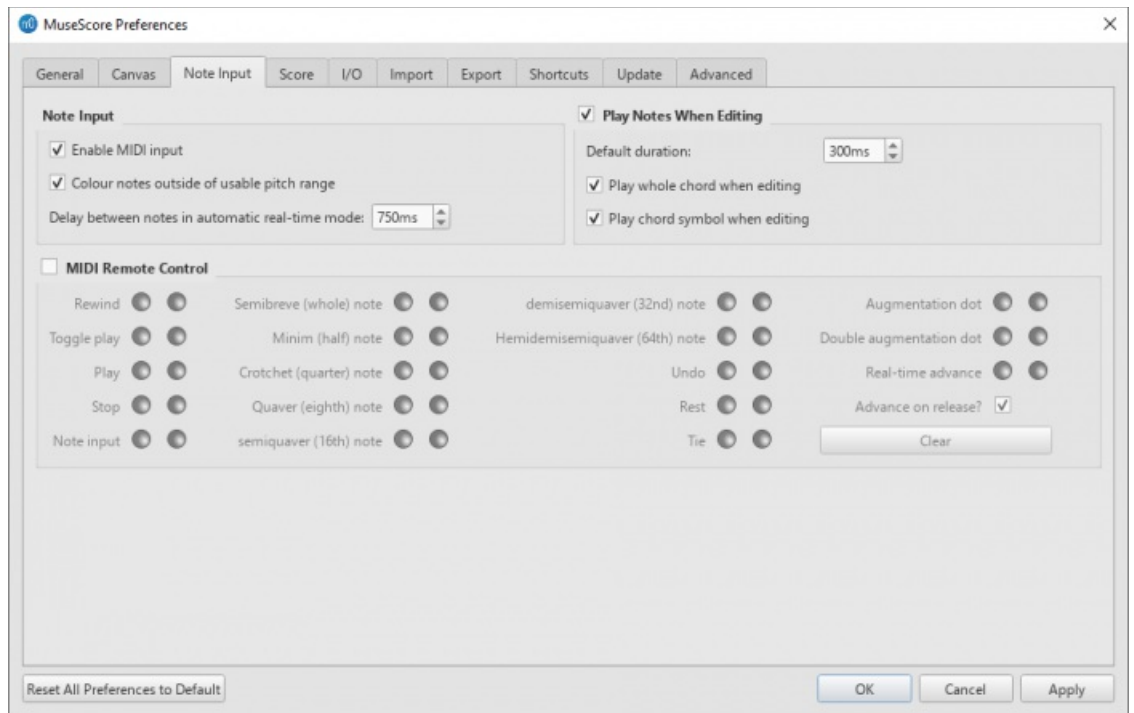 MuseScore Preferences
General Canvas Note Input Score I/O Import Export Shortcuts Update Advanced
Note Input
Enable MIDI input
Colour notes outside of usable pitch range
Delay between notes in automatic real-time mode: 750ms
Play Notes When Editing
Default duration: 300ms
Play whole chord when editing
Play chord symbol when editing
MIDI Remote Control
Rewind Semibreve (whole) note demisemiquaver (32nd) note Augmentation dot
Toggle play Minim (half) note Hemidemisemiquaver (64th) note Double augmentation dot
Play Crotchet (quarter) note Undo Real-time advance
Stop Quaver (eighth) note Rest Advance on release?
Note input semiquaver (16th) note Tie Clear
Reset All Preferences to Default OK Cancel Apply